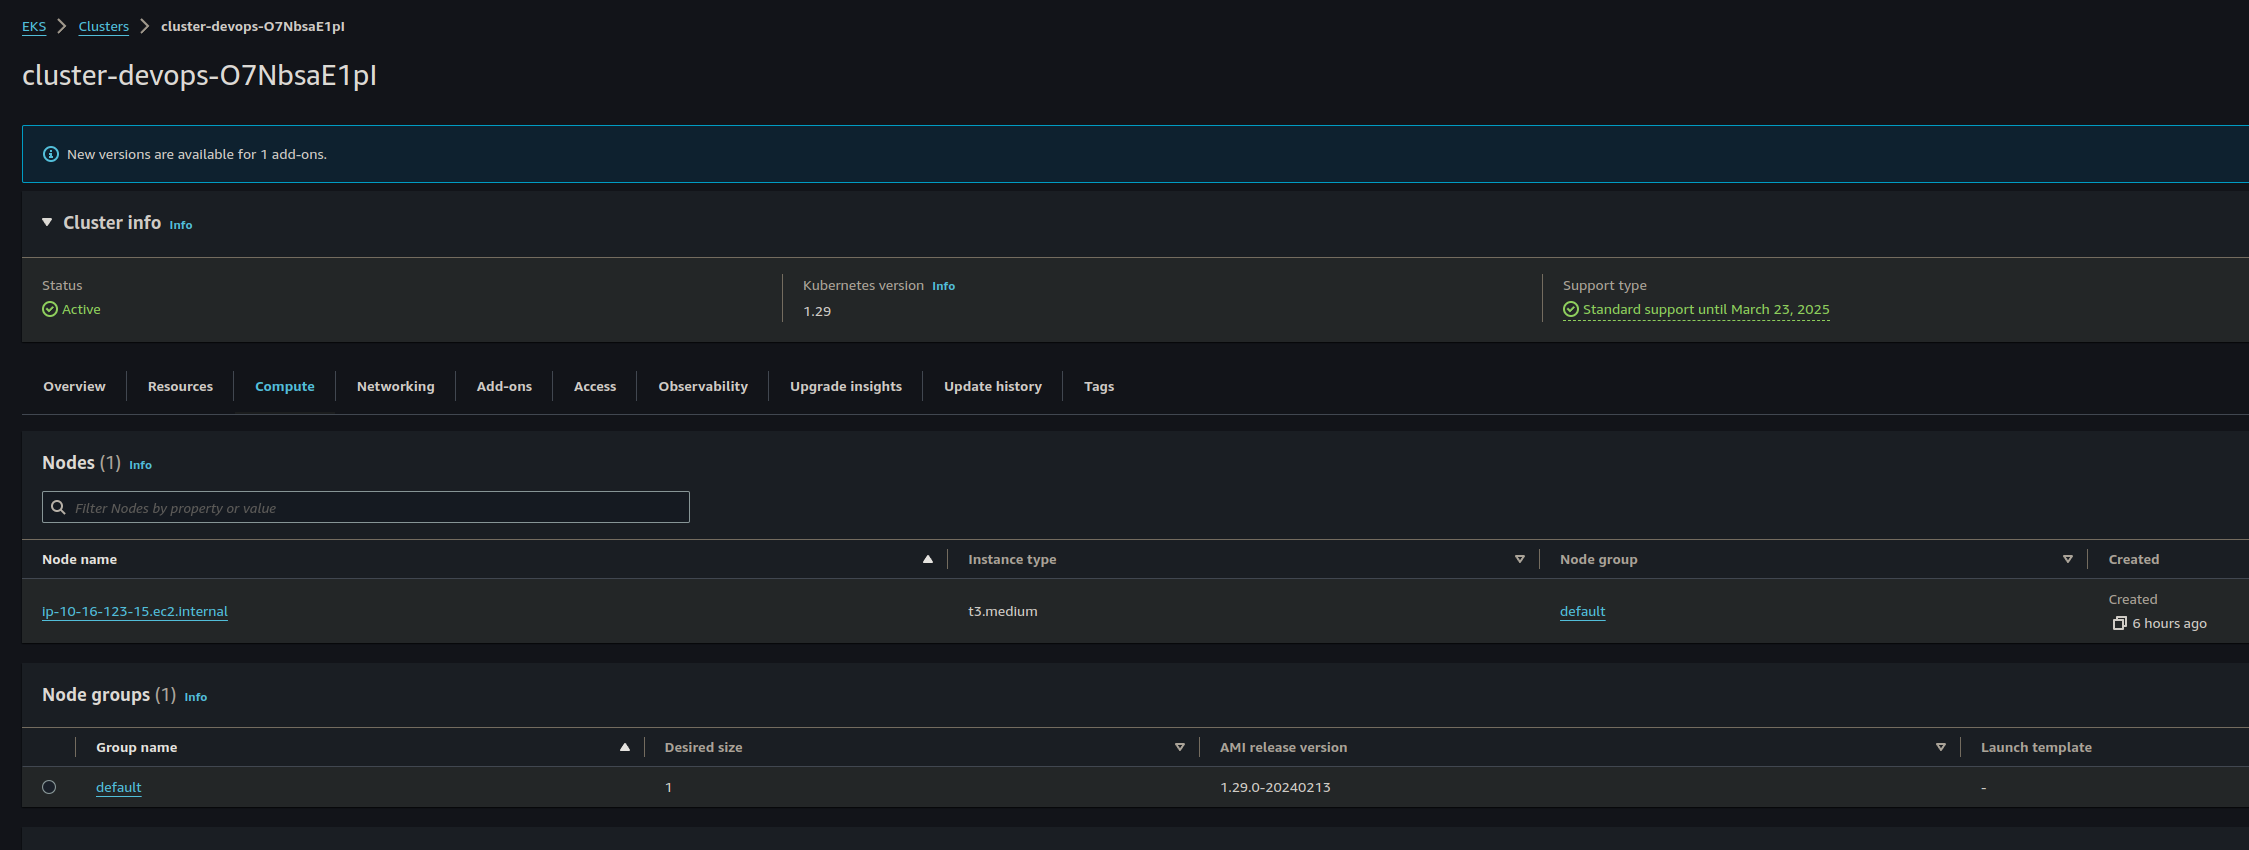 EKS Clusters cluster-devops-O7NbsaE1pI
cluster-devops-O7NbsaE1pI
New versions are available for 1 add-ons.
Cluster info Info
Status Kubernetes version Info Support type
Active 1.29 Standard support until March 23, 2025
Overview Resources Compute Networking Add-ons Access Observability Upgrade insights Update history Tags
Nodes (1) Info
Filter Nodes by property or value
Node name Instance type Node group Created
Created
ip-10-16-123-15.ec2.internal t3.medium default
6 hours ago
Node groups (1) Info
Group name Desired size AMI release version Launch template
default 1 1.29.0-20240213 -